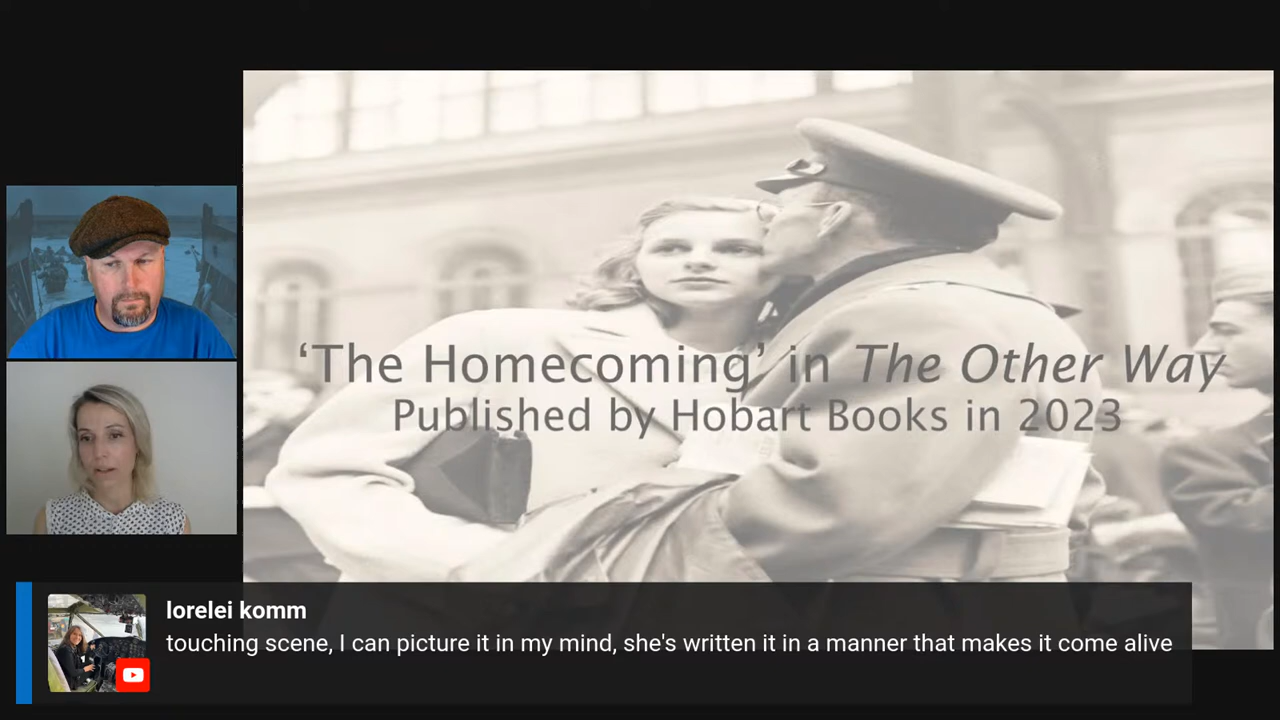 ‘The Homecoming’ in The Other Way
Published by Hobart Books in 2023
lorelei komm
touching scene, I can picture it in my mind, she's written it in a manner that makes it come alive